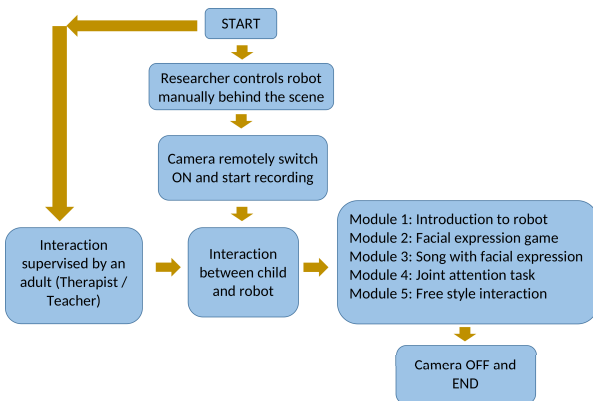 START
Researcher controls robot
manually behind the scene
Camera remotely switch
ON and start recording
Interaction
supervised by an
adult (Therapist /
Teacher)
Interaction
between child
and robot
Module 1: Introduction to robot
Module 2: Facial expression game
Module 3: Song with facial expression
Module 4: Joint attention task
Module 5: Free style interaction
Camera OFF and
END